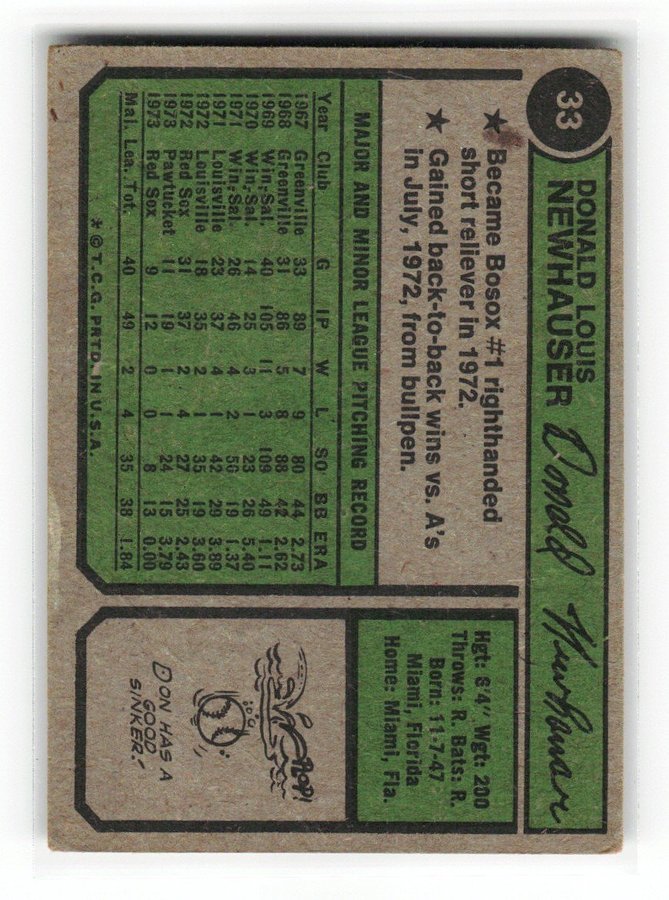 33
DONALD LOUIS
NEWHAUSER
Donald Newhauser
★ Became Bosox #1 righthanded
short reliever in 1972.
★ Gained back-to-back wins vs. A's
in July, 1972, from bullpen.
Hgt: 6'4" Wgt: 200
Throws: R. Bats: R.
Born: 11-7-47
Miami, Florida
Home: Miami, Fla.
MAJOR AND MINOR LEAGUE PITCHING RECORD
Year Club G IP W L SO BB ERA
1967 Greenville 33 89 7 9 80 44 2.73
1968 Greenville 31 86 5 8 88 42 2.62
1969 Win.-Sal. 40 105 11 3 109 49 1.11
1970 Win.-Sal. 14 25 3 1 23 26 5.40
1971 Win.-Sal. 26 46 4 2 50 19 1.37
1971 Louisville 23 37 4 4 42 29 3.89
1972 Louisville 18 35 2 1 35 19 3.60
1972 Red Sox 31 37 4 2 27 25 2.43
1973 Pawtucket 11 19 1 1 24 15 3.79
1973 Red Sox 9 12 0 0 8 13 0.00
Maj. Lea. Tot. 40 49 4 2 35 38 1.84
PLOP!
DON HAS A
GOOD
SINKER!
* © T.C.G. PRTD. IN U.S.A.